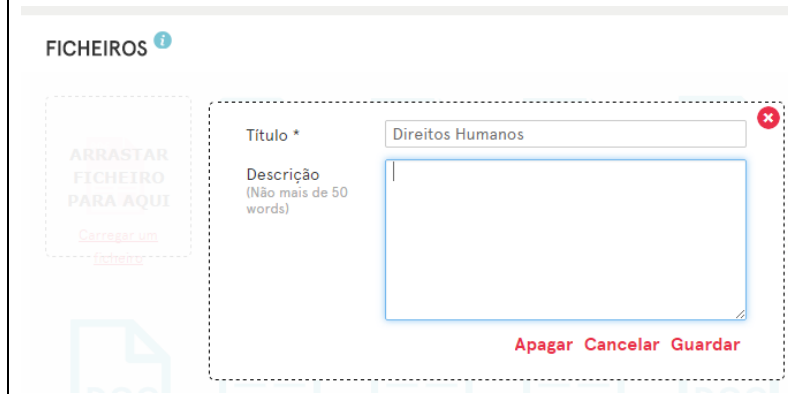 FICHEIROS i
ARRASTAR
FICHEIRO
PARA AQUI
Carregar um
ficheiro
Título *
Direitos Humanos
Descrição
(Não mais de 50
words)
Apagar Cancelar Guardar